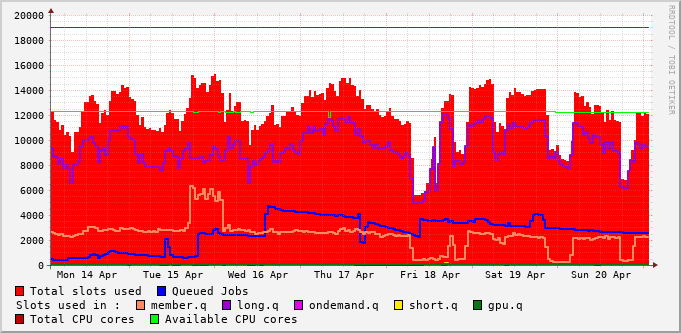 20000
18000
16000
14000
12000
10000
8000
6000
4000
2000
0
Mon 14 Apr Tue 15 Apr Wed 16 Apr Thu 17 Apr Fri 18 Apr Sat 19 Apr Sun 20 Apr
Total slots used Queued Jobs
Slots used in : member.q long.q ondemand.q short.q gpu.q
Total CPU cores Available CPU cores
RRDTOOL / TOBI OETIKER